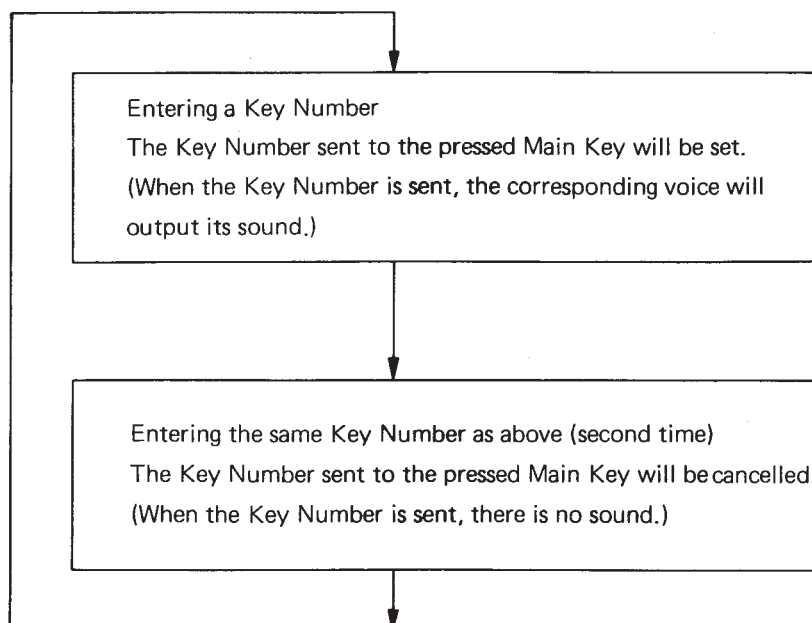 Entering a Key Number
The Key Number sent to the pressed Main Key will be set.
(When the Key Number is sent, the corresponding voice will
output its sound.)
Entering the same Key Number as above (second time)
The Key Number sent to the pressed Main Key will be cancelled
(When the Key Number is sent, there is no sound.)